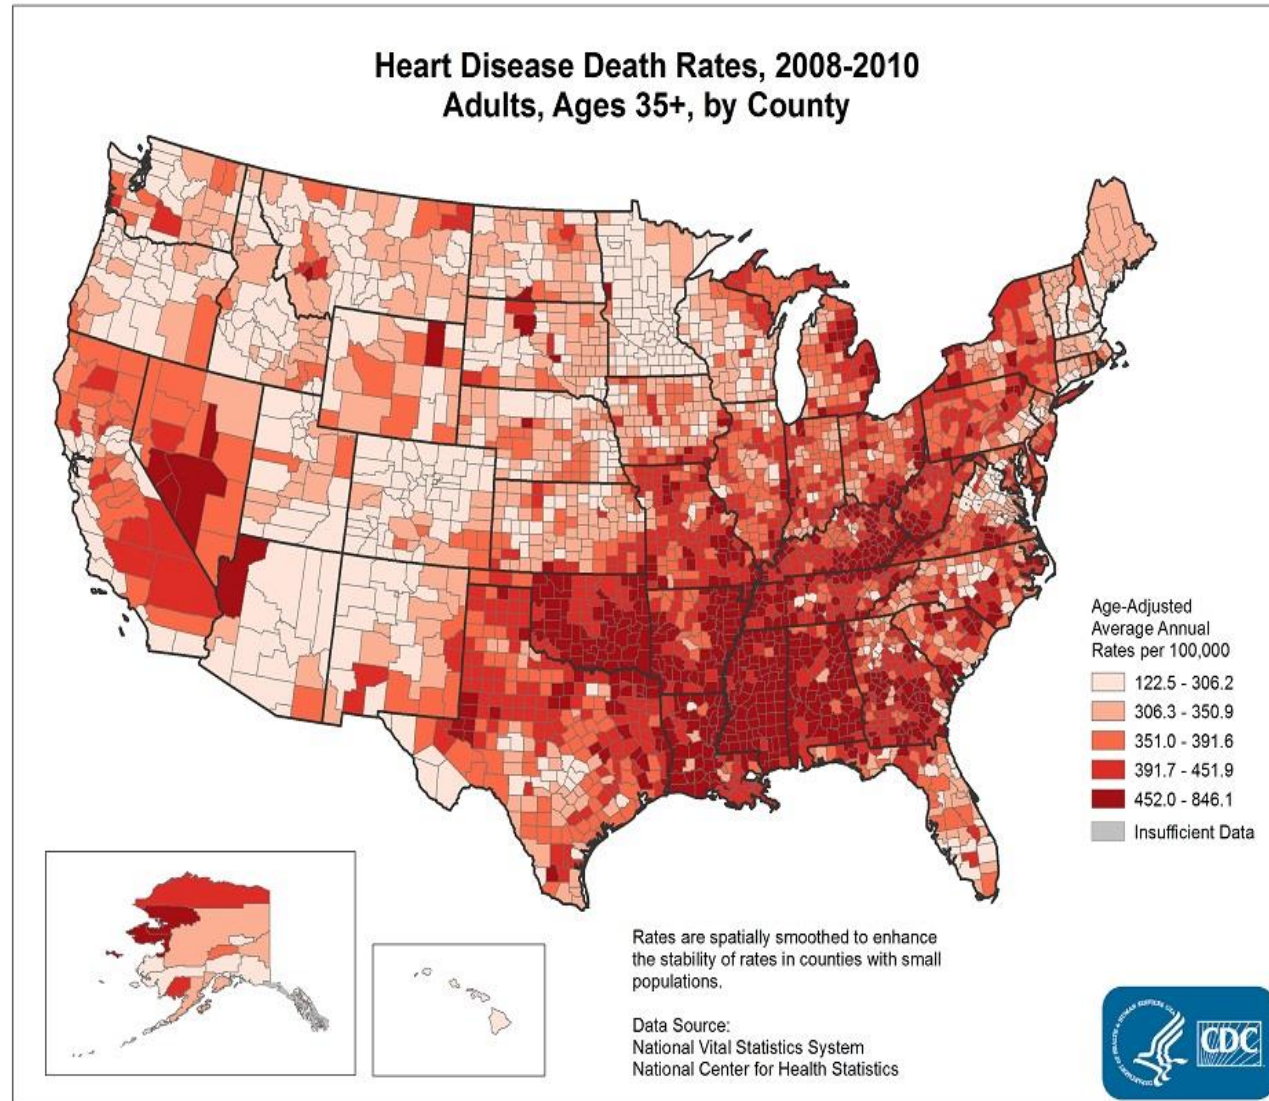 Heart Disease Death Rates, 2008-2010
Adults, Ages 35+, by County
Age-Adjusted
Average Annual
Rates per 100,000
122.5 - 306.2
306.3 - 350.9
351.0 - 391.6
391.7 - 451.9
452.0 - 846.1
Insufficient Data
Rates are spatially smoothed to enhance
the stability of rates in counties with small
populations.
Data Source:
National Vital Statistics System
National Center for Health Statistics
CDC